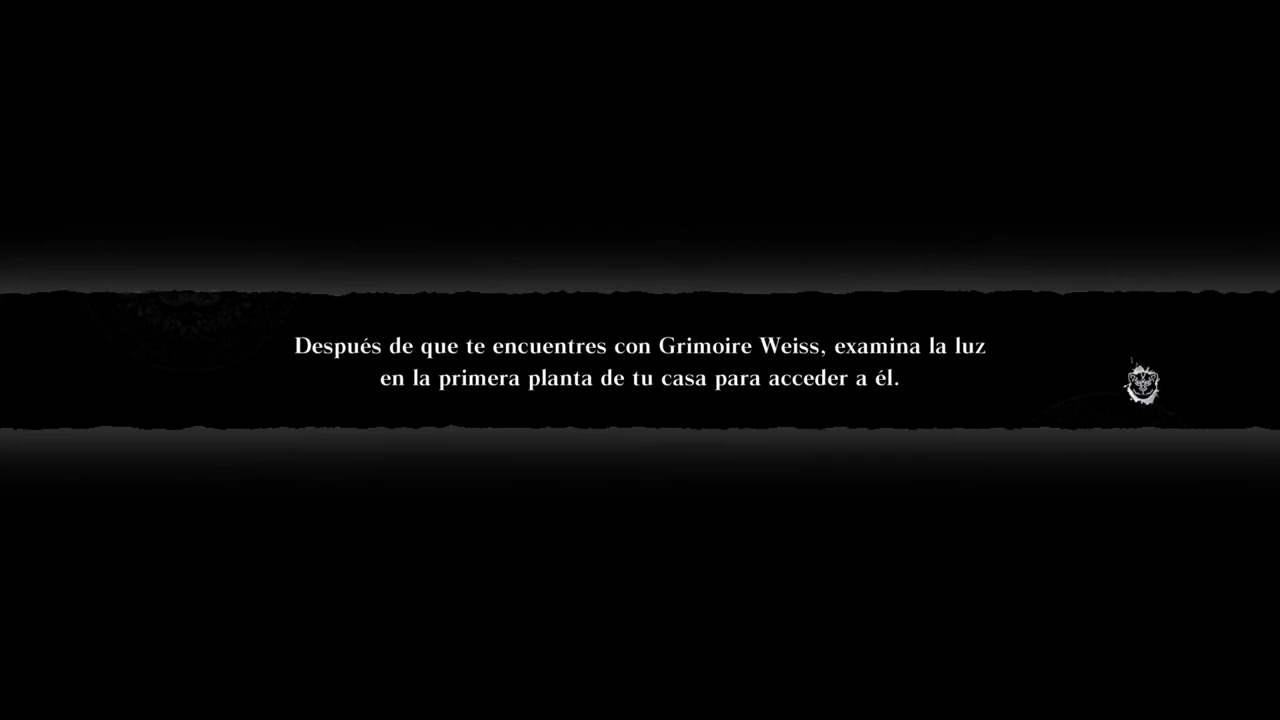 Después de que te encuentres con Grimoire Weiss, examina la luz
en la primera planta de tu casa para acceder a él.